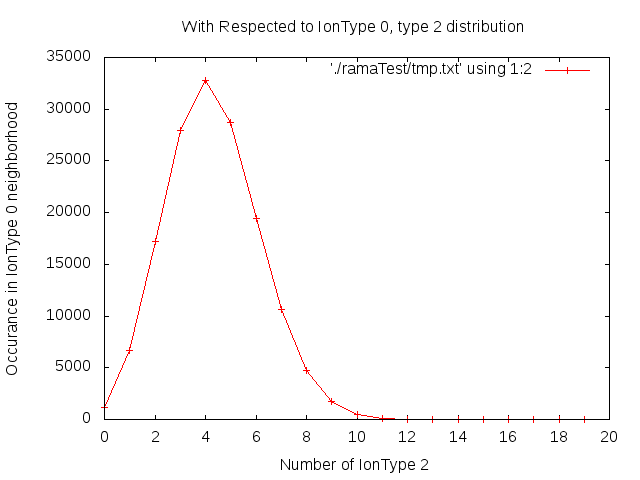 With Respected to IonType 0, type 2 distribution
35000
'./ramaTest/tmp.txt' using 1:2
30000
25000
20000
15000
10000
5000
0
Occurance in IonType 0 neighborhood
0 2 4 6 8 10 12 14 16 18 20
Number of IonType 2